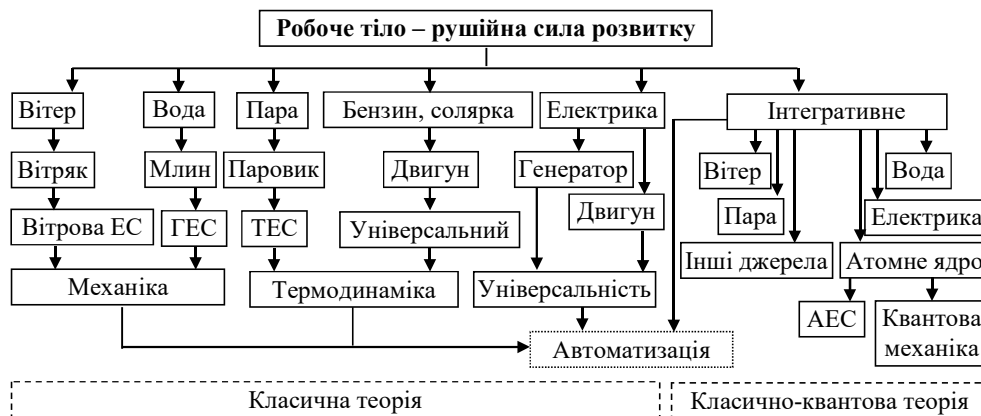 Робоче тіло – рушійна сила розвитку
Вітер
Вода
Пара
Бензин, солярка
Електрика
Інтегративне
Вітряк
Млин
Паровик
Двигун
Генератор
Вітер
Вода
Вітрова ЕС
ГЕС
ТЕС
Універсальний
Двигун
Пара
Електрика
Механіка
Термодинаміка
Універсальність
Інші джерела
Атомне ядро
АЕС
Квантова
механіка
Автоматизація
Класична теорія
Класично-квантова теорія